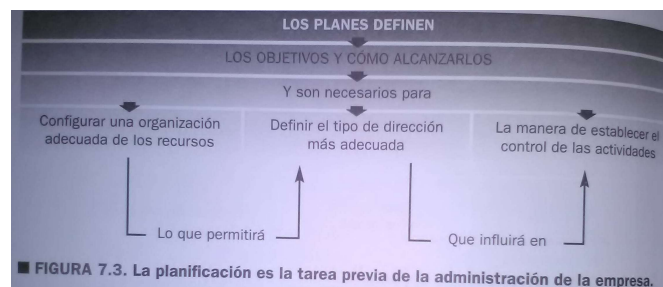 LOS PLANES DEFINEN
LOS OBJETIVOS Y CÓMO ALCANZARLOS
Y son necesarios para
Configurar una organización
adecuada de los recursos
Definir el tipo de dirección
más adecuada
La manera de establecer el
control de las actividades
Lo que permitirá
Que influirá en
FIGURA 7.3. La planificación es la tarea previa de la administración de la empresa.